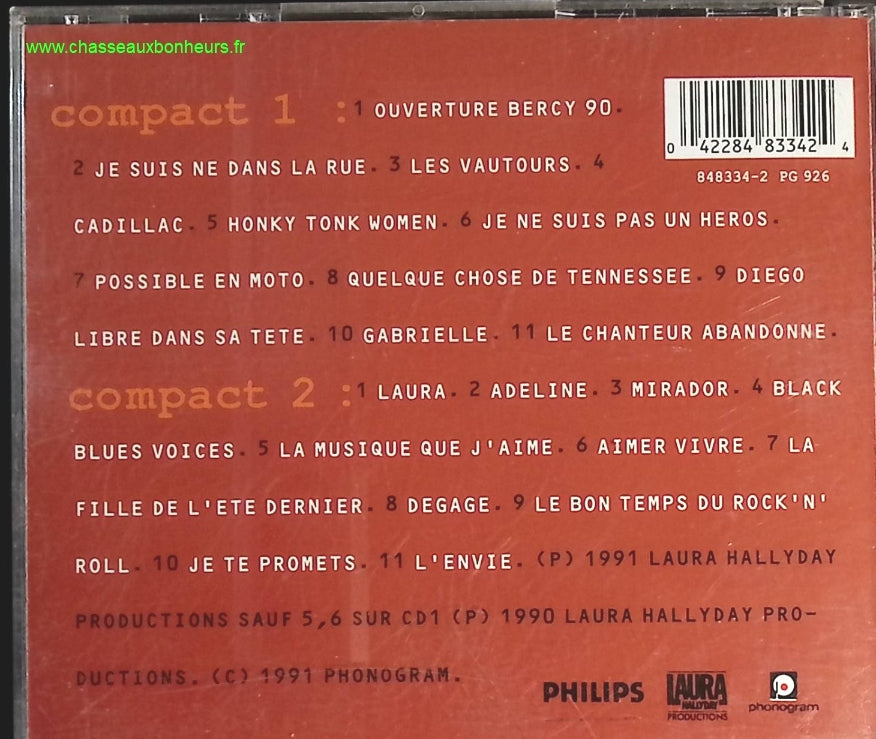 www.chasseauxbonheurs.fr
compact 1 : 1 OUVERTURE BERCY 90.
0 42284 83342 4
848334-2 PG 926
2 JE SUIS NE DANS LA RUE. 3 LES VAUTOURS. 4
CADILLAC. 5 HONKY TONK WOMEN. 6 JE NE SUIS PAS UN HEROS.
7 POSSIBLE EN MOTO. 8 QUELQUE CHOSE DE TENNESSEE. 9 DIEGO
LIBRE DANS SA TETE. 10 GABRIELLE. 11 LE CHANTEUR ABANDONNE.
compact 2 : 1 LAURA. 2 ADELINE. 3 MIRADOR. 4 BLACK
BLUES VOICES. 5 LA MUSIQUE QUE J'AIME. 6 AIMER VIVRE. 7 LA
FILLE DE L'ETE DERNIER. 8 DEGAGE. 9 LE BON TEMPS DU ROCK'N'
ROLL. 10 JE TE PROMETS. 11 L'ENVIE. (P) 1991 LAURA HALLYDAY
PRODUCTIONS SAUF 5,6 SUR CD1 (P) 1990 LAURA HALLYDAY PRO-
DUCTIONS. (C) 1991 PHONOGRAM.
PHILIPS
LAURA
HALLYDAY
PRODUCTIONS
phonogram